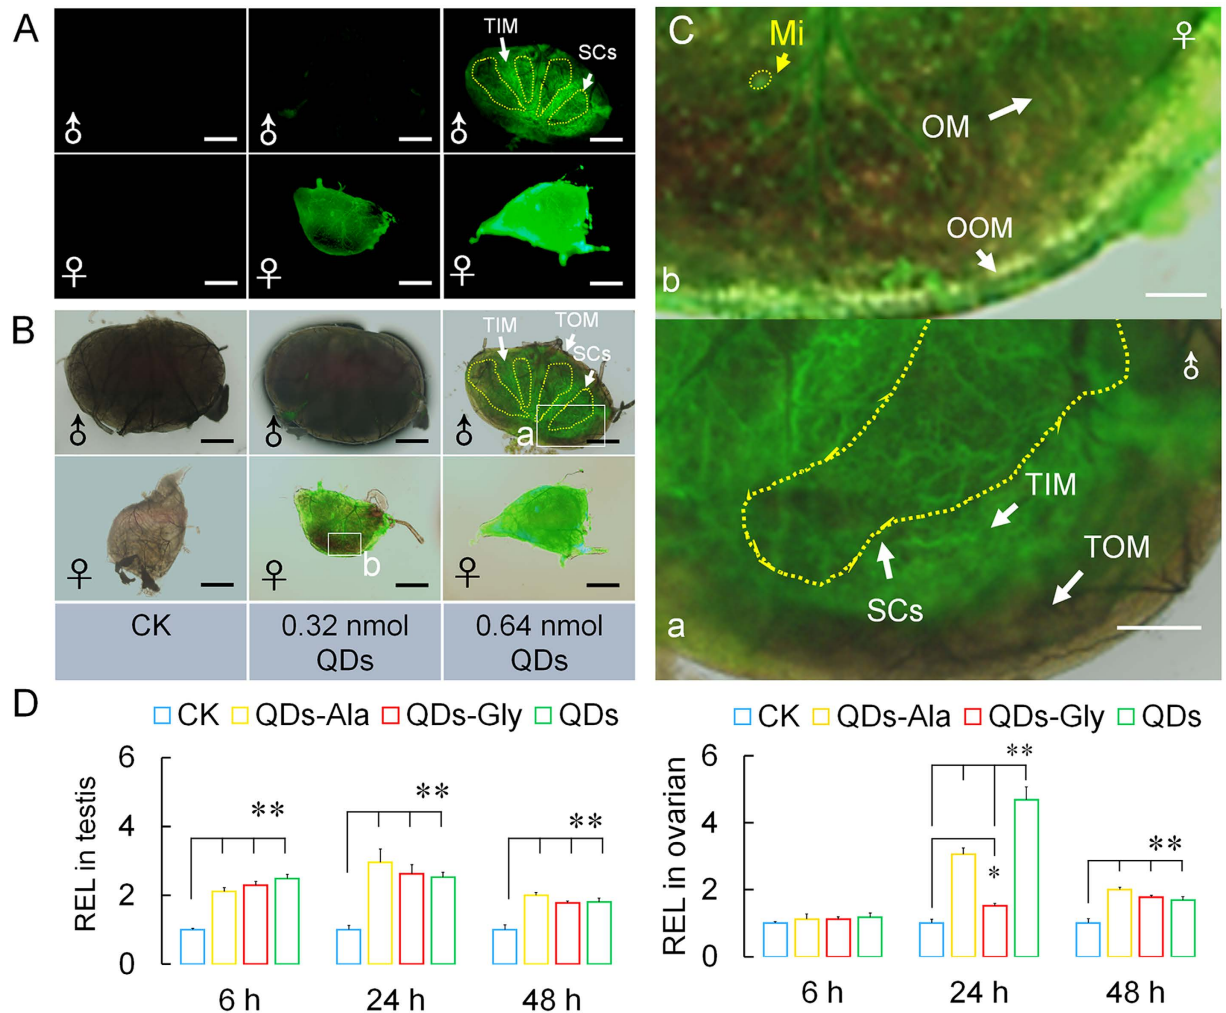 A
TIM
SCs
♂
♂
♂
♀
♀
♀
B
TIM
TOM
SCs
♂
♂
♂
a
♀
♀
b
♀
CK
0.32 nmol
QDs
0.64 nmol
QDs
C
Mi
♀
OM
OOM
b
♂
TIM
TOM
SCs
a
D
CK QDs-Ala QDs-Gly QDs
REL in testis
6
4
2
0
**
**
**
6 h 24 h 48 h
CK QDs-Ala QDs-Gly QDs
REL in ovarian
6
4
2
0
**
*
**
6 h 24 h 48 h